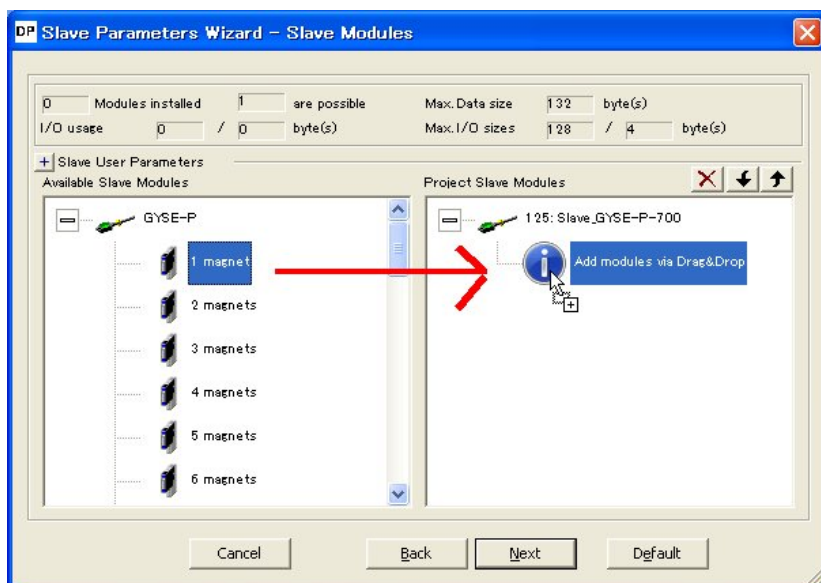 DP Slave Parameters Wizard - Slave Modules
0 Modules installed 1 are possible Max.Data size 132 byte(s)
I/O usage 0 / 0 byte(s) Max.I/O sizes 128 / 4 byte(s)
+ Slave User Parameters
Available Slave Modules Project Slave Modules
GYSE-P 125: Slave_GYSE-P-700
1 magnet Add modules via Drag&Drop
2 magnets
3 magnets
4 magnets
5 magnets
6 magnets
Cancel Back Next Default